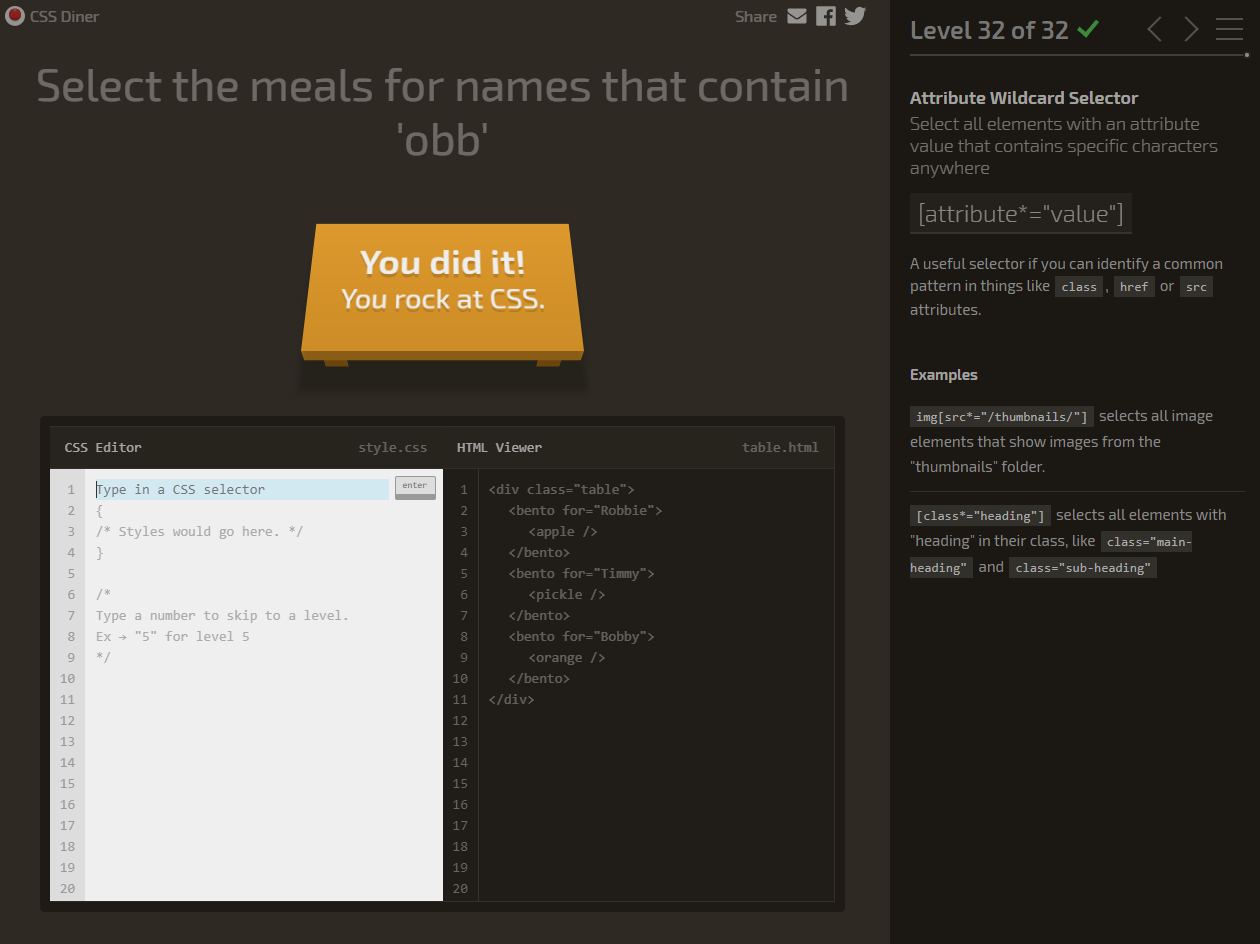 CSS Diner
Share
Select the meals for names that contain
'obb'
You did it!
You rock at CSS.
CSS Editor
style.css
HTML Viewer
table.html
1 Type in a CSS selector
enter
2 {
3 /* Styles would go here. */
4 }
5
6 /*
7 Type a number to skip to a level.
8 Ex → "5" for level 5
9 */
10
11
12
13
14
15
16
17
18
19
20
1 <div class="table">
2 <bento for="Robbie">
3 <apple />
4 </bento>
5 <bento for="Timmy">
6 <pickle />
7 </bento>
8 <bento for="Bobby">
9 <orange />
10 </bento>
11 </div>
12
13
14
15
16
17
18
19
20
Level 32 of 32
Attribute Wildcard Selector
Select all elements with an attribute
value that contains specific characters
anywhere
[attribute*="value"]
A useful selector if you can identify a common
pattern in things like class , href or src
attributes.
Examples
img[src*="/thumbnails/"] selects all image
elements that show images from the
"thumbnails" folder.
[class*="heading"] selects all elements with
"heading" in their class, like class="main-
heading" and class="sub-heading"